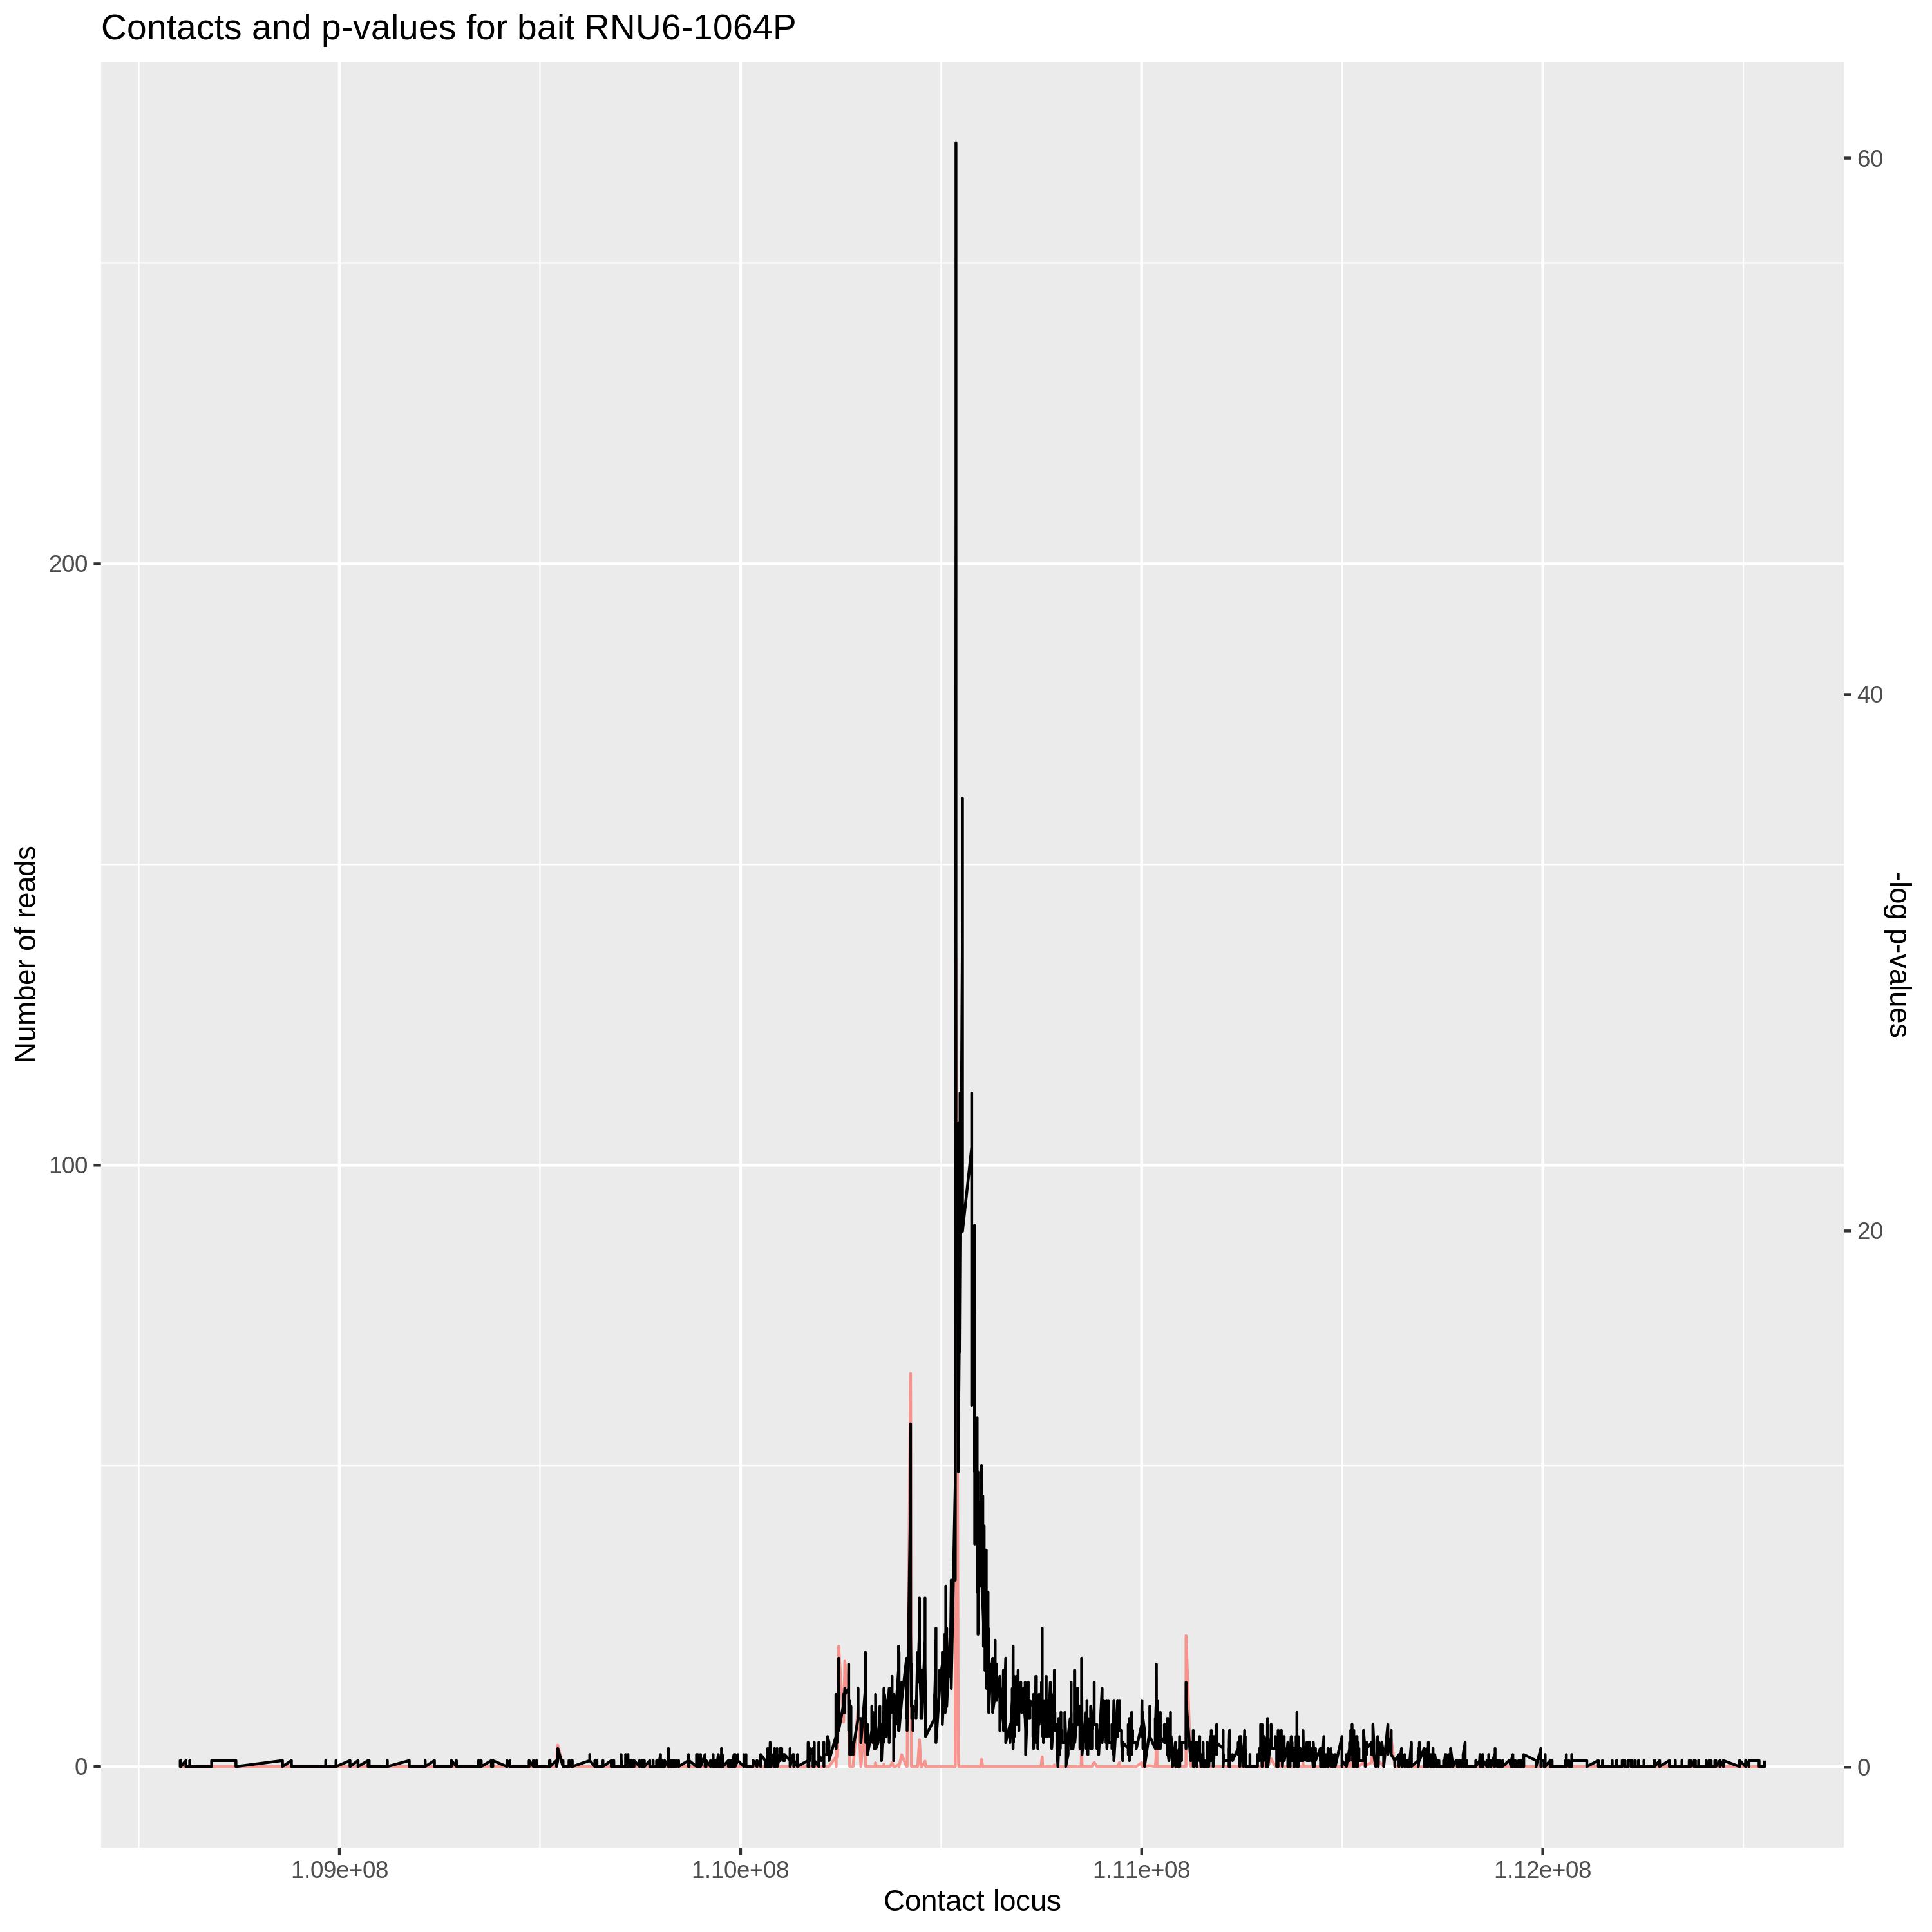 Contacts and p-values for bait RNU6-1064P
60
200
40
Number of reads
-log p-values
100
20
0
0
1.09e+08
1.10e+08
1.11e+08
1.12e+08
Contact locus